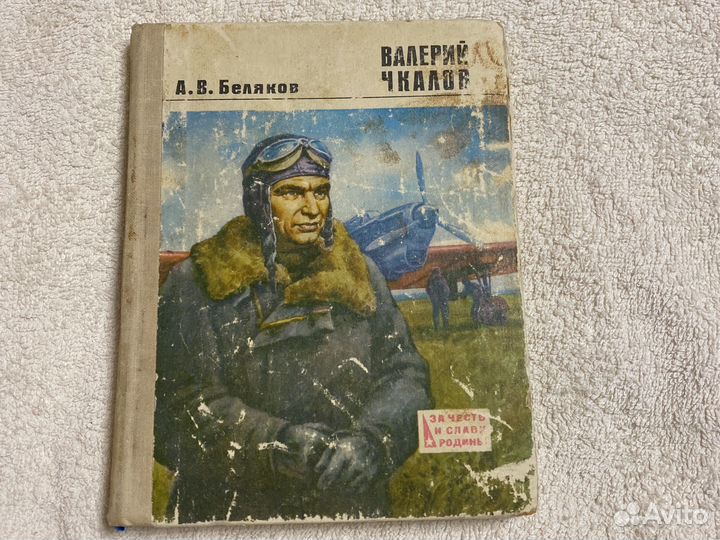 ВАЛЕРИЙ
ЧКАЛОВ
А. В. Беляков
ЗА ЧЕСТЬ
И СЛАВУ
РОДИНЫ
Avito